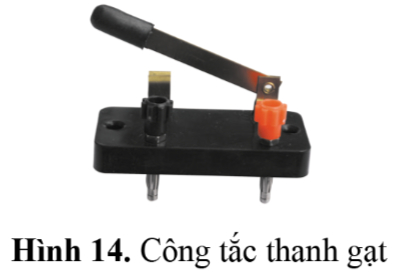 Hình 14. Công tắc thanh gạt